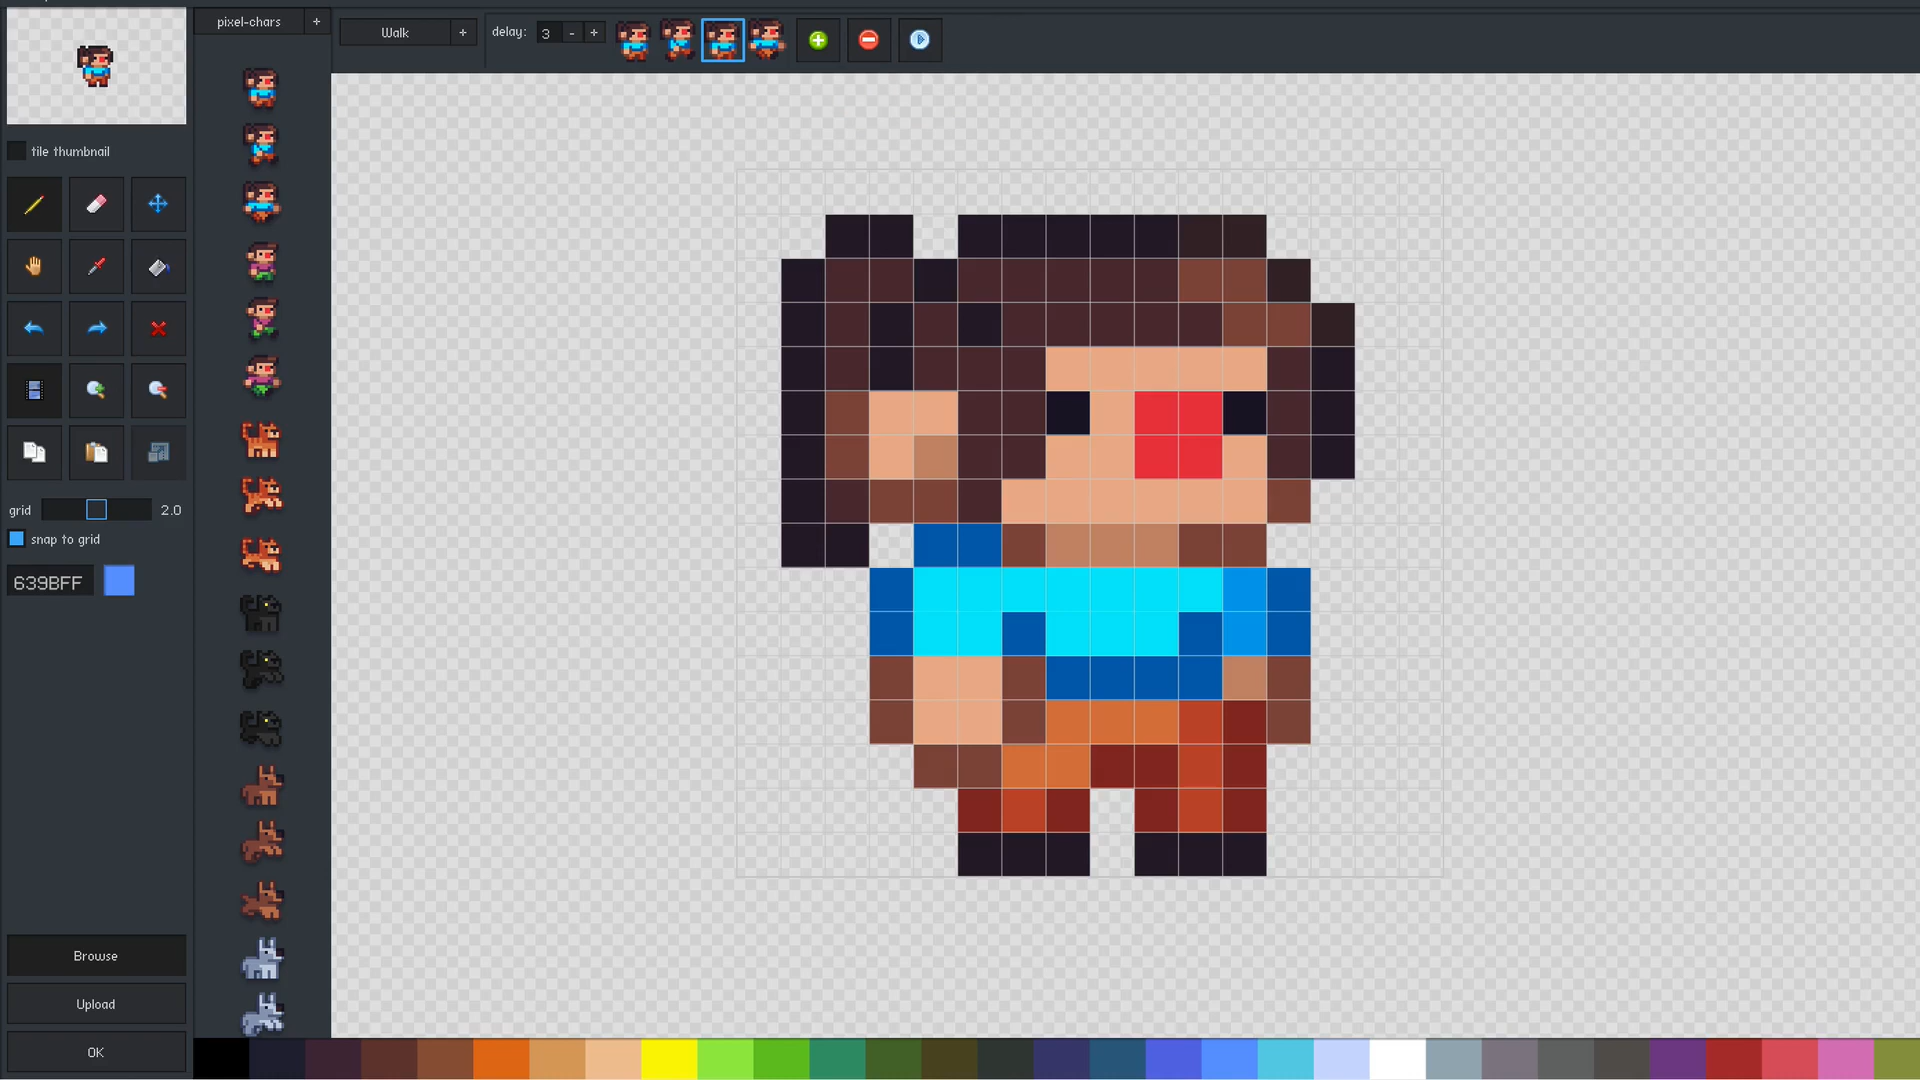 pixel-chars +
Walk +
delay: 3 - +
tile thumbnail
grid 2.0
snap to grid
639BFF
Browse
Upload
OK